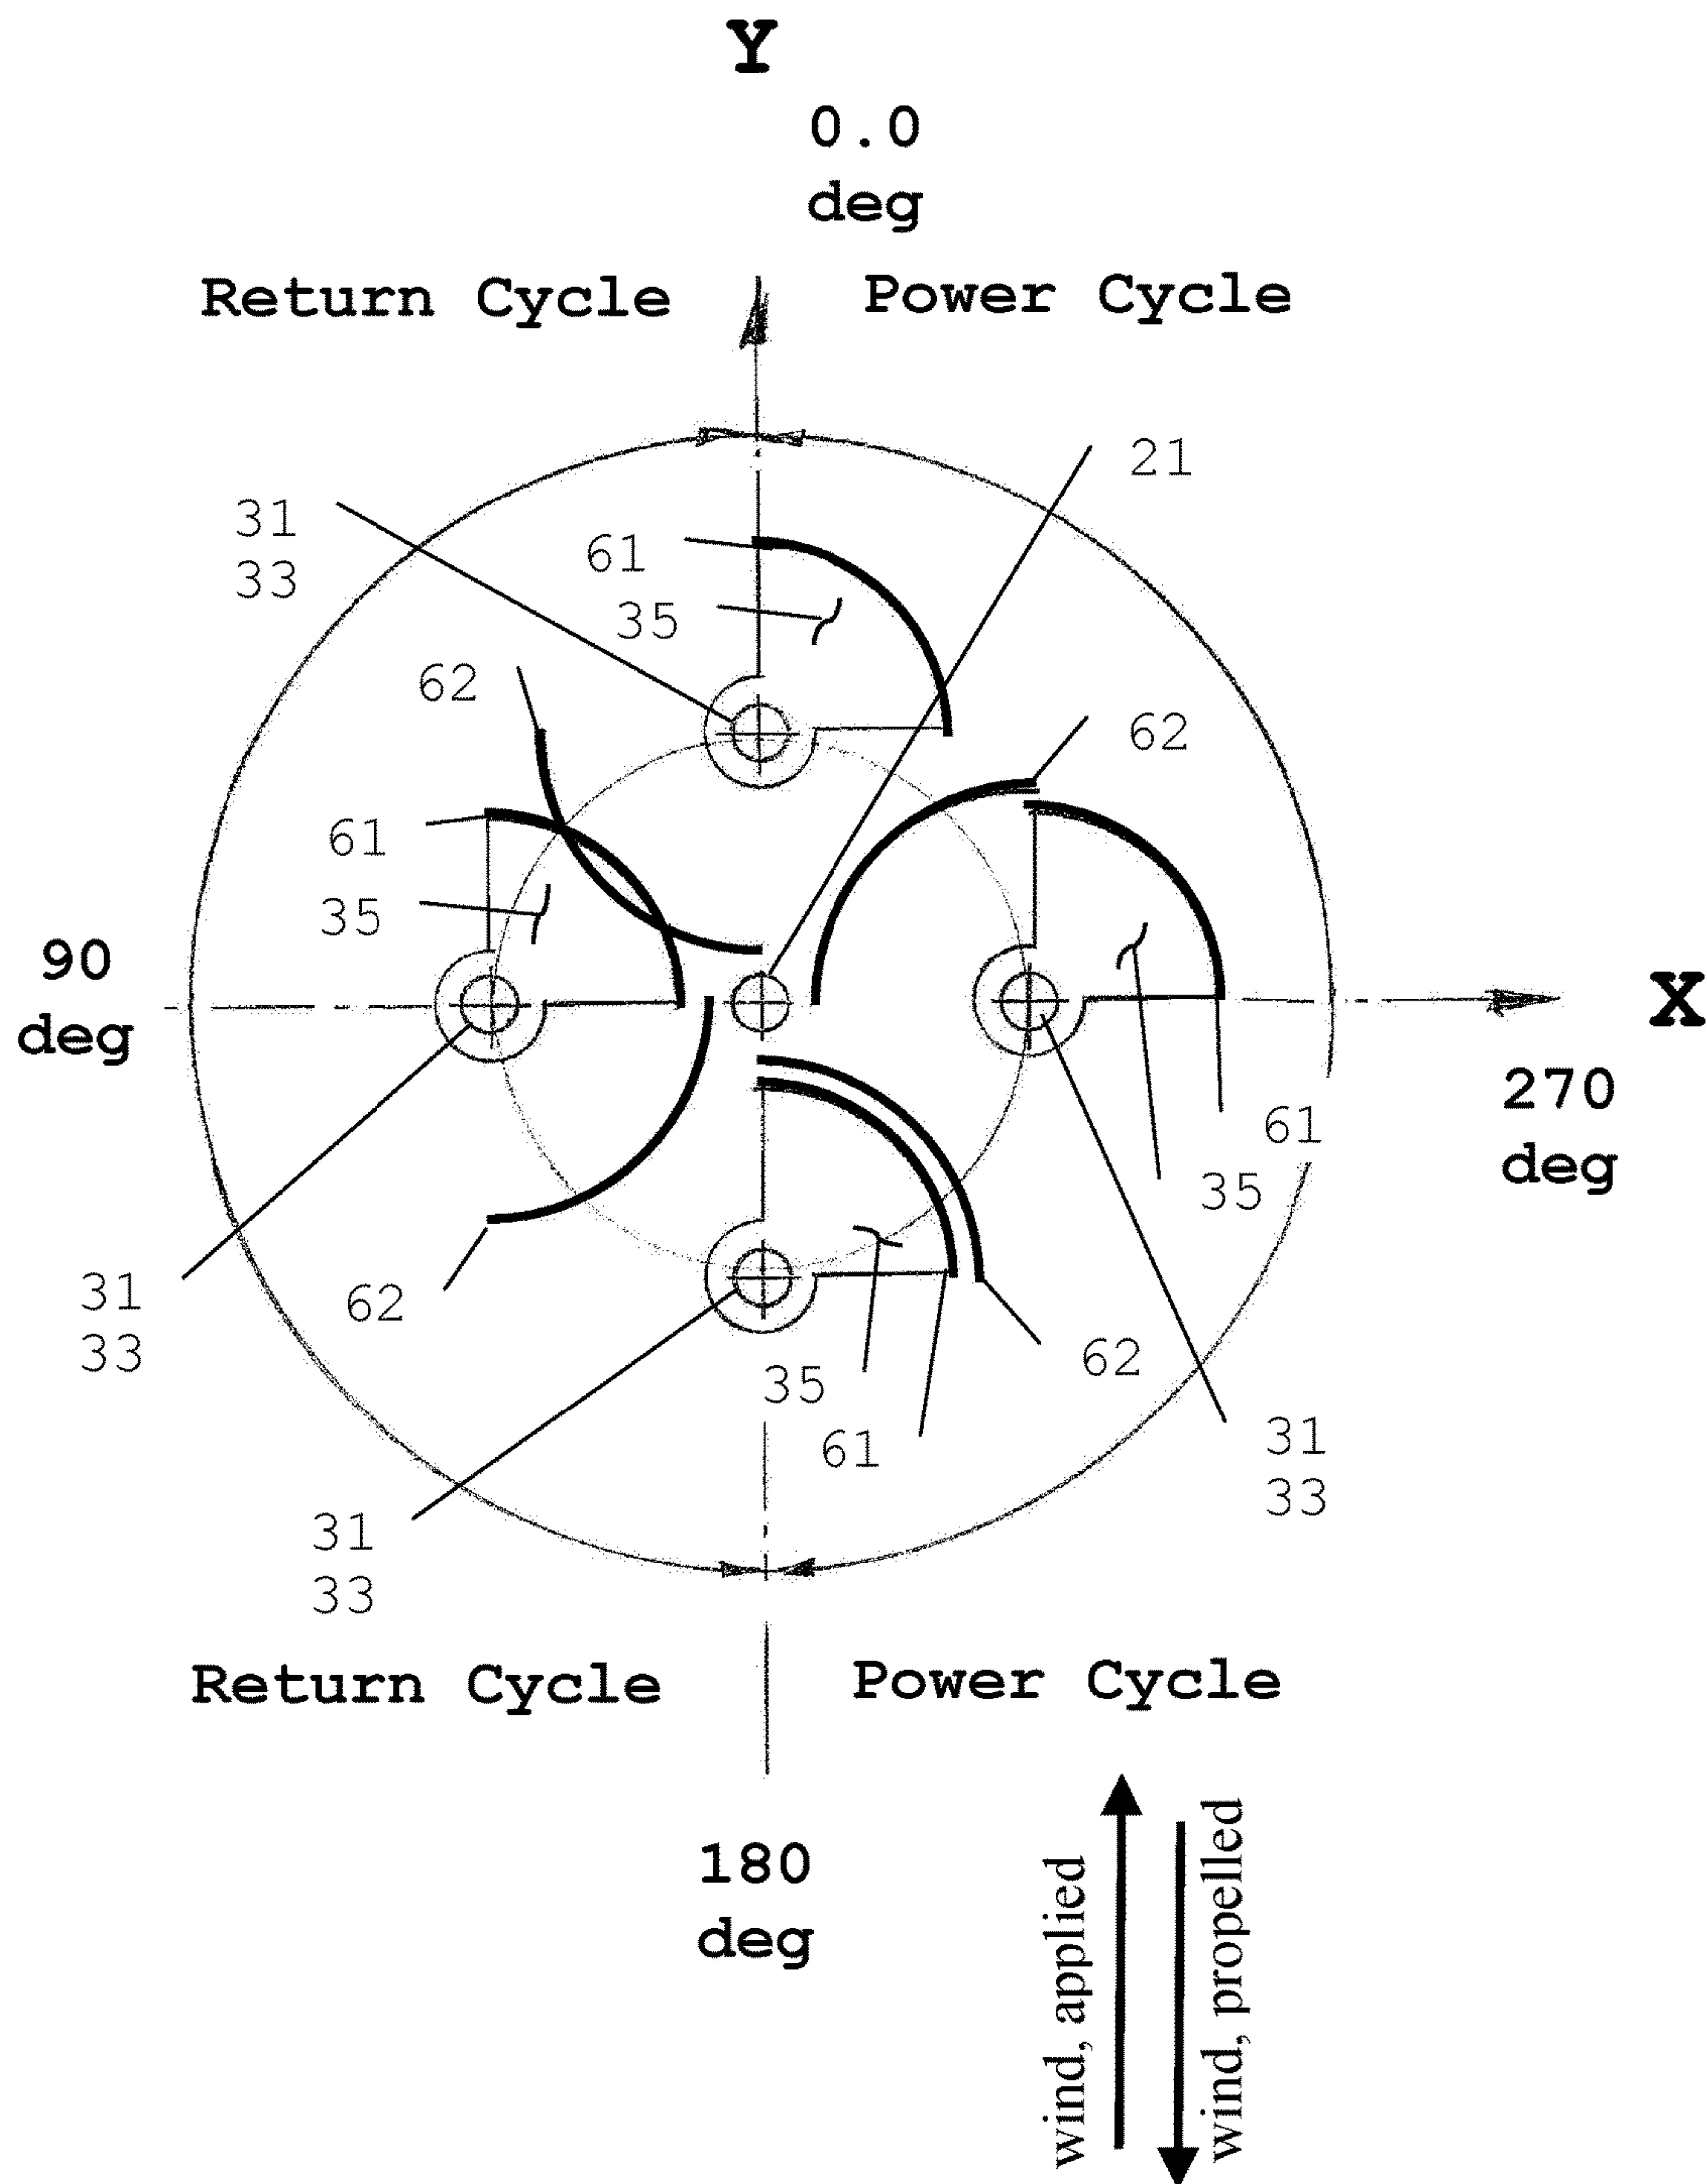 Y
0.0
deg
Return Cycle
Power Cycle
21
31
33
61
35
62
62
61
35
90
deg
X
270
deg
61
35
62
31
33
62
35
61
31
33
31
33
Return Cycle
Power Cycle
180
deg
wind, applied
wind, propelled